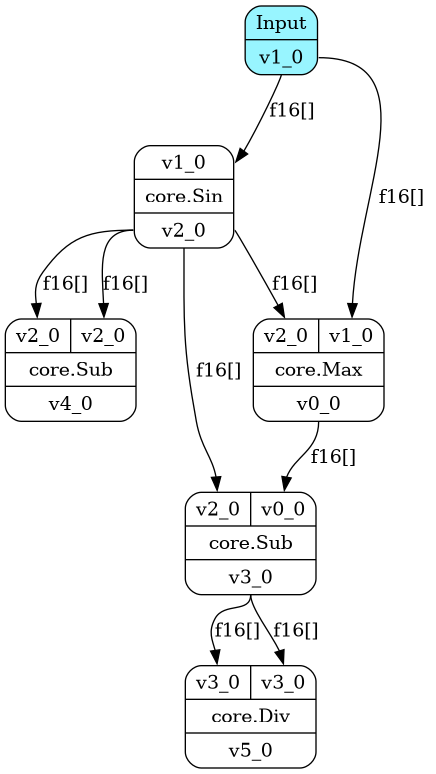 Input
v1_0
f16[]
v1_0
core.Sin
v2_0
f16[]
f16[]
f16[]
f16[]
v2_0 v2_0
core.Sub
v4_0
v2_0 v1_0
core.Max
v0_0
f16[]
f16[]
v2_0 v0_0
core.Sub
v3_0
f16[]
f16[]
v3_0 v3_0
core.Div
v5_0